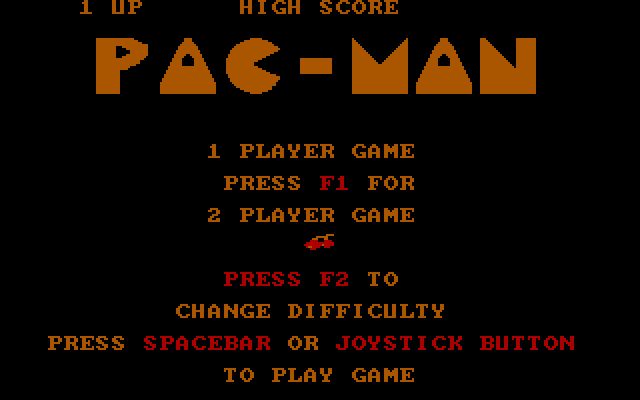 1 UP HIGH SCORE
PAC-MAN
1 PLAYER GAME
PRESS F1 FOR
2 PLAYER GAME
PRESS F2 TO
CHANGE DIFFICULTY
PRESS SPACEBAR OR JOYSTICK BUTTON
TO PLAY GAME